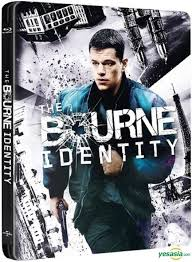 THE
BOURNE
IDENTITY
THE BOURNE IDENTITY
yesasia.com